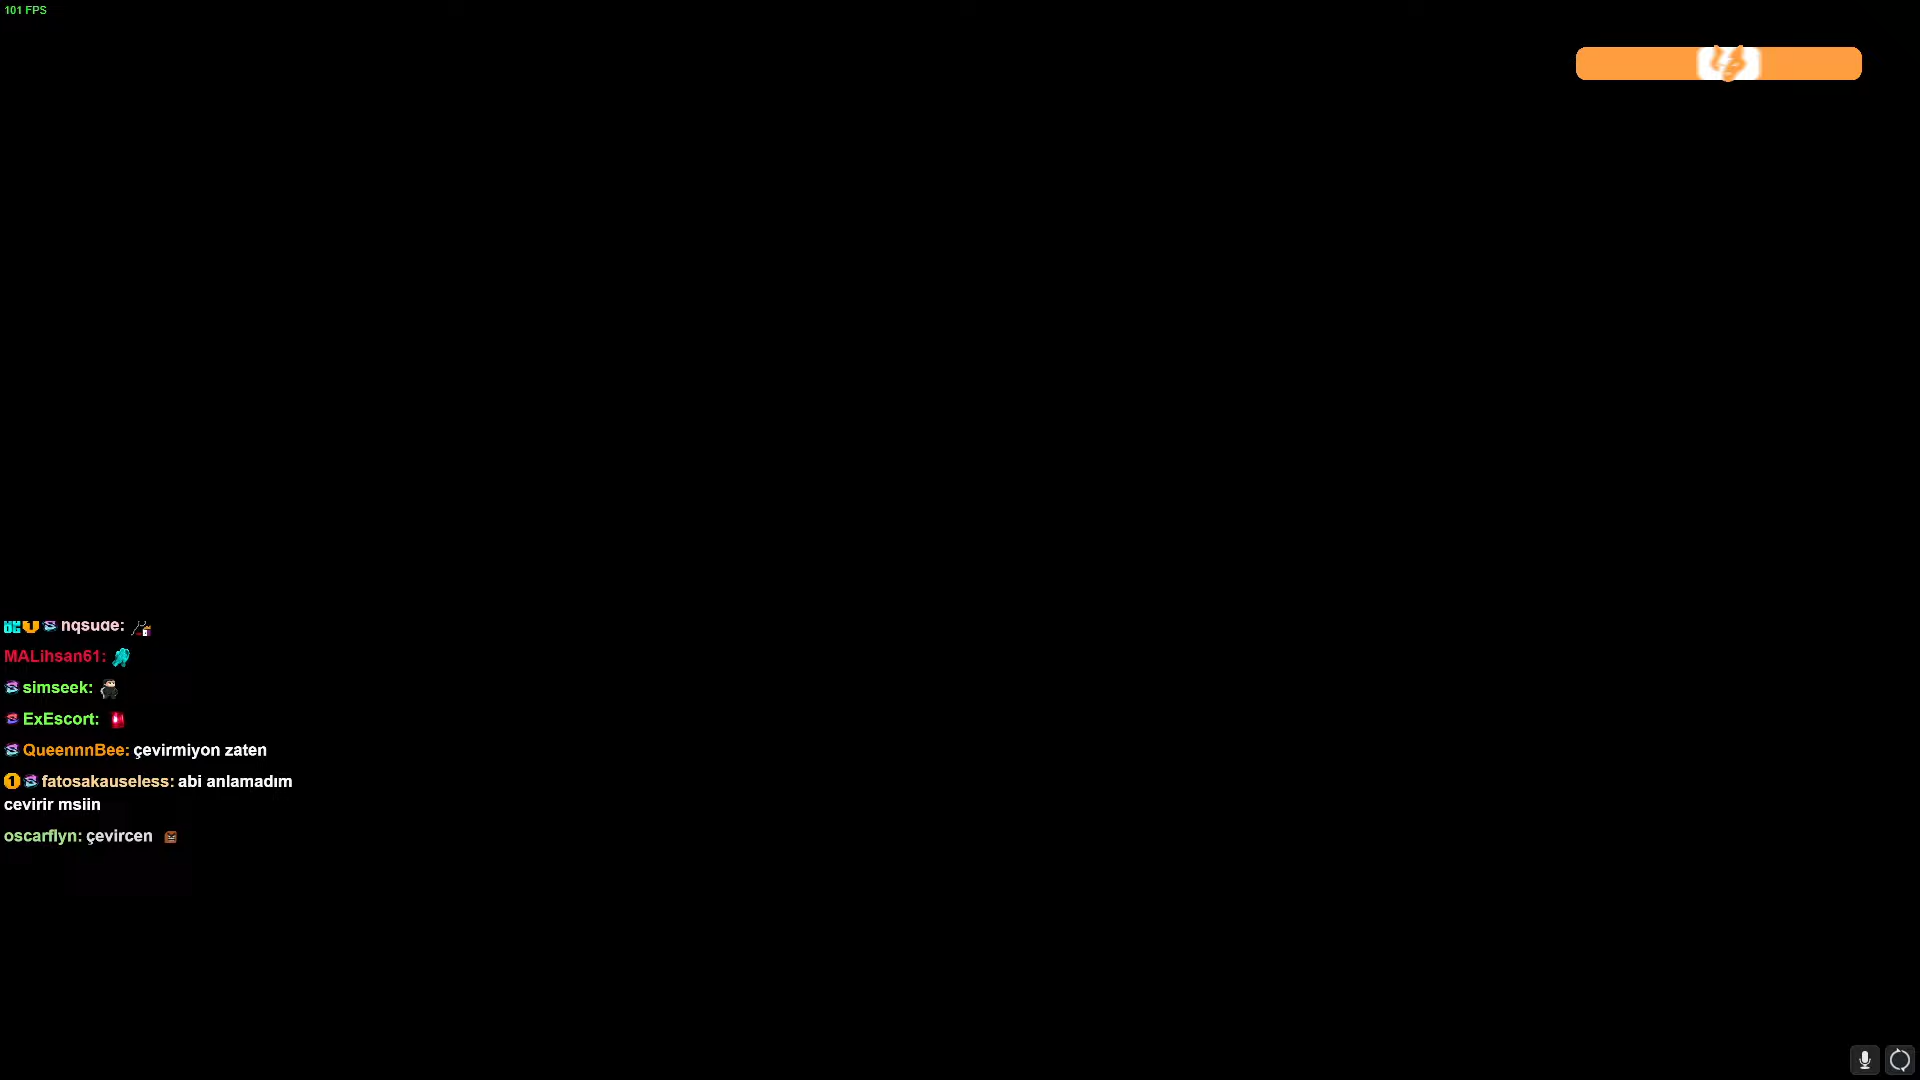 101 FPS
nqsude:
MALihsan61:
simseek:
ExEscort:
QueennnBee: çevirmiyon zaten
fatosakauseless: abi anlamadım
cevirir msiin
oscarflyn: çevircen